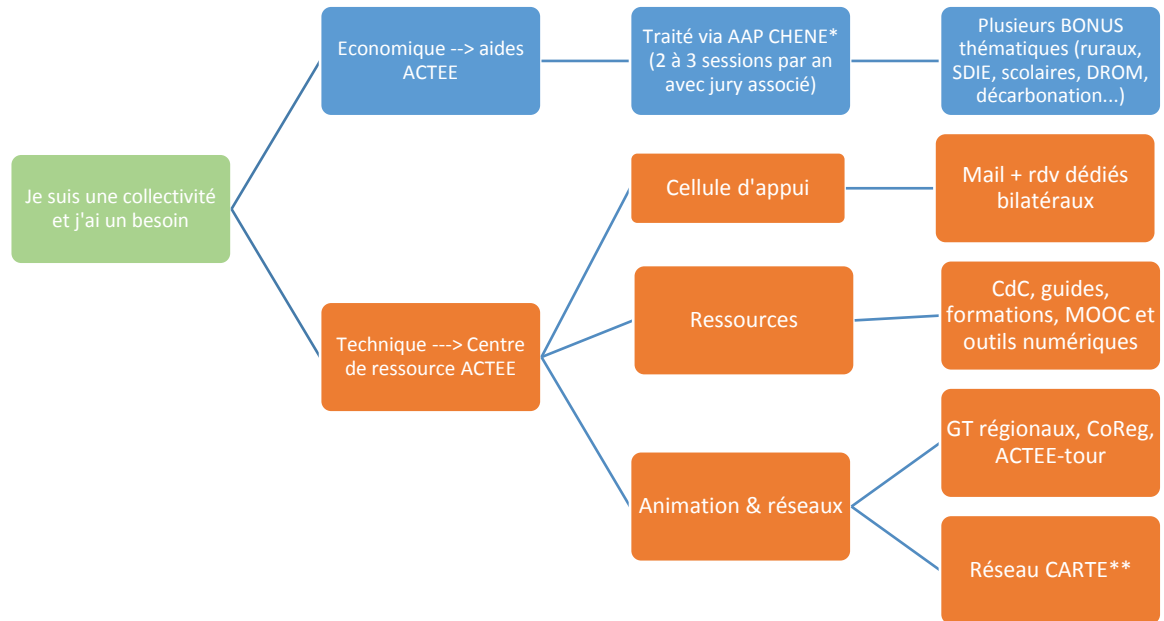 Je suis une collectivité
et j'ai un besoin
Economique --> aides
ACTEE
Traité via AAP CHENE*
(2 à 3 sessions par an
avec jury associé)
Plusieurs BONUS
thématiques (ruraux,
SDIE, scolaires, DROM,
décarbonation...)
Technique ---> Centre
de ressource ACTEE
Cellule d'appui
Mail + rdv dédiés
bilatéraux
Ressources
CdC, guides,
formations, MOOC et
outils numériques
Animation & réseaux
GT régionaux, CoReg,
ACTEE-tour
Réseau CARTE**